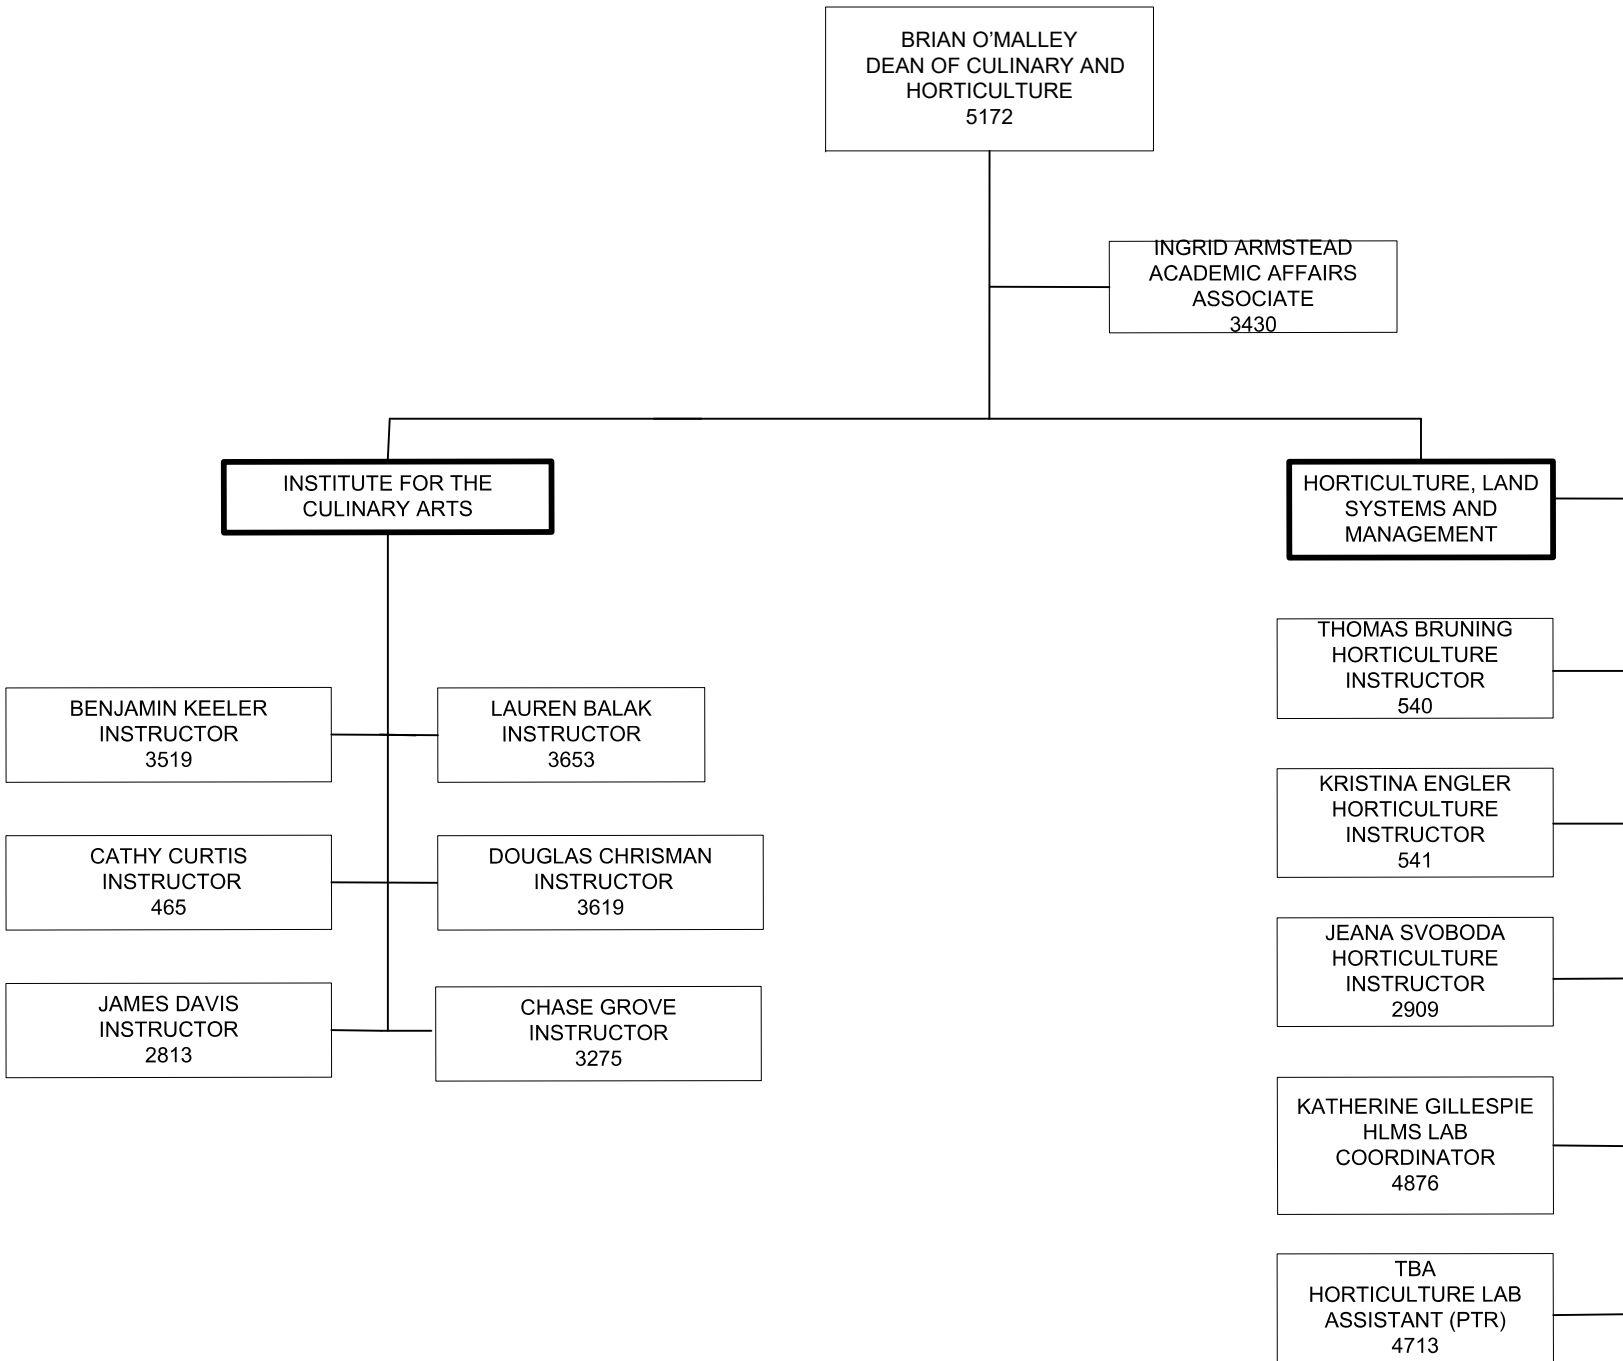 BRIAN O'MALLEY
DEAN OF CULINARY AND
HORTICULTURE
5172
INGRID ARMSTEAD
ACADEMIC AFFAIRS
ASSOCIATE
3430
INSTITUTE FOR THE
CULINARY ARTS
HORTICULTURE, LAND
SYSTEMS AND
MANAGEMENT
BENJAMIN KEELER
INSTRUCTOR
3519
LAUREN BALAK
INSTRUCTOR
3653
CATHY CURTIS
INSTRUCTOR
465
DOUGLAS CHRISMAN
INSTRUCTOR
3619
JAMES DAVIS
INSTRUCTOR
2813
CHASE GROVE
INSTRUCTOR
3275
THOMAS BRUNING
HORTICULTURE
INSTRUCTOR
540
KRISTINA ENGLER
HORTICULTURE
INSTRUCTOR
541
JEANA SVOBODA
HORTICULTURE
INSTRUCTOR
2909
KATHERINE GILLESPIE
HLMS LAB
COORDINATOR
4876
TBA
HORTICULTURE LAB
ASSISTANT (PTR)
4713